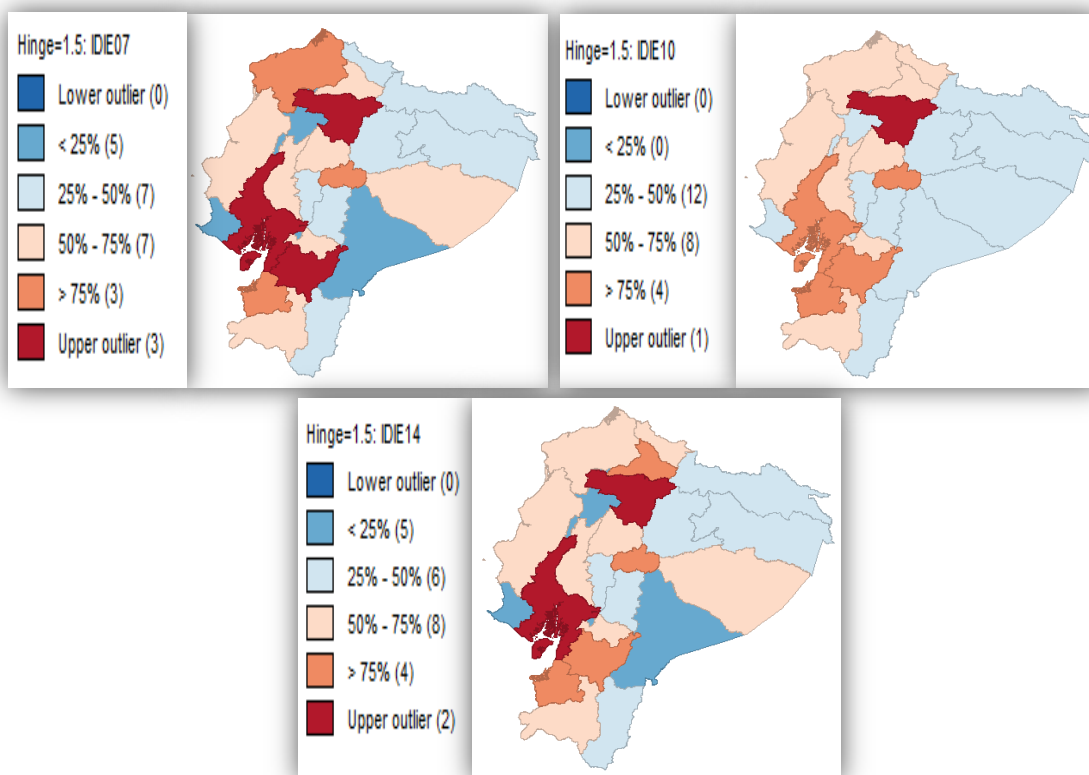 Hinge=1.5: IDIE07
Lower outlier (0)
< 25% (5)
25% - 50% (7)
50% - 75% (7)
> 75% (3)
Upper outlier (3)
Hinge=1.5: IDIE10
Lower outlier (0)
< 25% (0)
25% - 50% (12)
50% - 75% (8)
> 75% (4)
Upper outlier (1)
Hinge=1.5: IDIE14
Lower outlier (0)
< 25% (5)
25% - 50% (6)
50% - 75% (8)
> 75% (4)
Upper outlier (2)